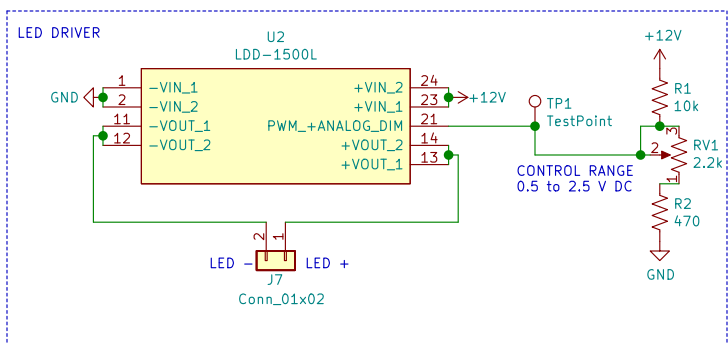 LED DRIVER
U2
LDD-1500L
+12V
GND
1
-VIN_1
+VIN_2
24
2
-VIN_2
+VIN_1
23
+12V
11
-VOUT_1
PWM_+ANALOG_DIM
21
12
-VOUT_2
+VOUT_2
14
+VOUT_1
13
TP1
TestPoint
R1
10k
3
2
RV1
2.2k
1
CONTROL RANGE
0.5 to 2.5 V DC
R2
470
GND
2
1
LED -
LED +
J7
Conn_01x02